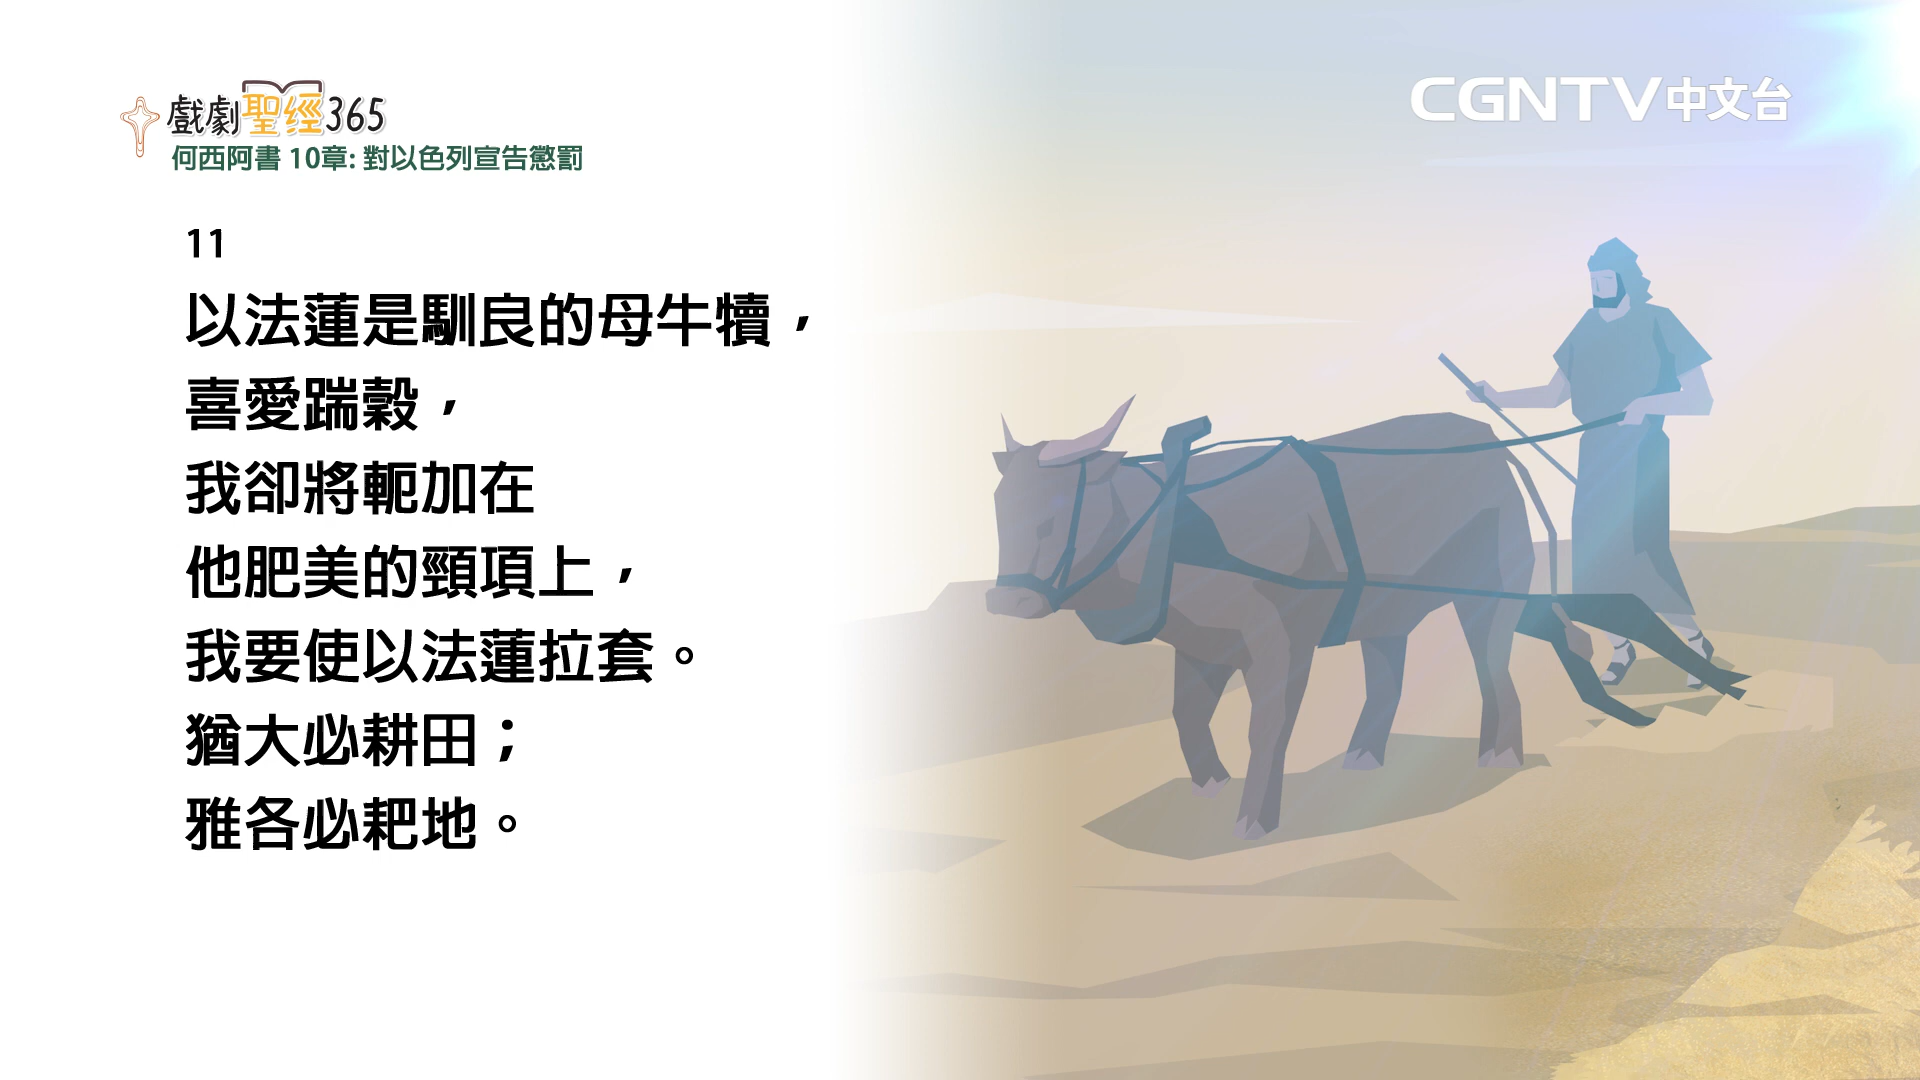 戲劇聖經365
CGNTV中文台
何西阿書 10章: 對以色列宣告懲罰
11
以法蓮是馴良的母牛犢，
喜愛踹穀，
我卻將軛加在
他肥美的頸項上，
我要使以法蓮拉套。
猶大必耕田；
雅各必耙地。